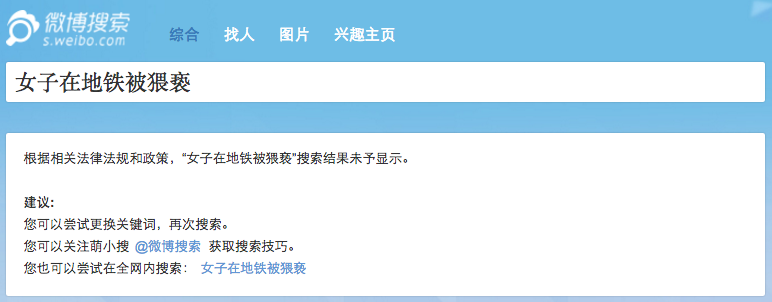 微博搜索
s.weibo.com
综合 找人 图片 兴趣主页
女子在地铁被猥亵
根据相关法律法规和政策，“女子在地铁被猥亵”搜索结果未予显示。
建议:
您可以尝试更换关键词，再次搜索。
您可以关注萌小搜 @微博搜索 获取搜索技巧。
您也可以尝试在全网内搜索： 女子在地铁被猥亵